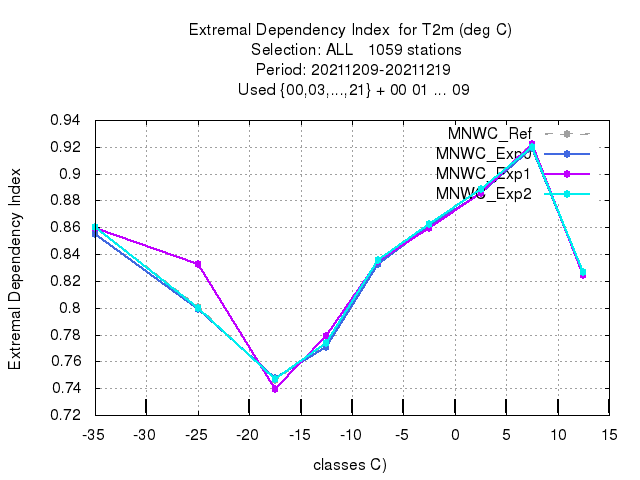 Extremal Dependency Index  for T2m (deg C)
Selection: ALL   1059 stations
Period: 20211209-20211219
Used {00,03,...,21} + 00 01 ... 09
Extremal Dependency Index
0.94
0.92
0.9
0.88
0.86
0.84
0.82
0.8
0.78
0.76
0.74
0.72
MNWC_Ref
MNWC_Exp0
MNWC_Exp1
MNWC_Exp2
-35 -30 -25 -20 -15 -10 -5 0 5 10 15
classes C)